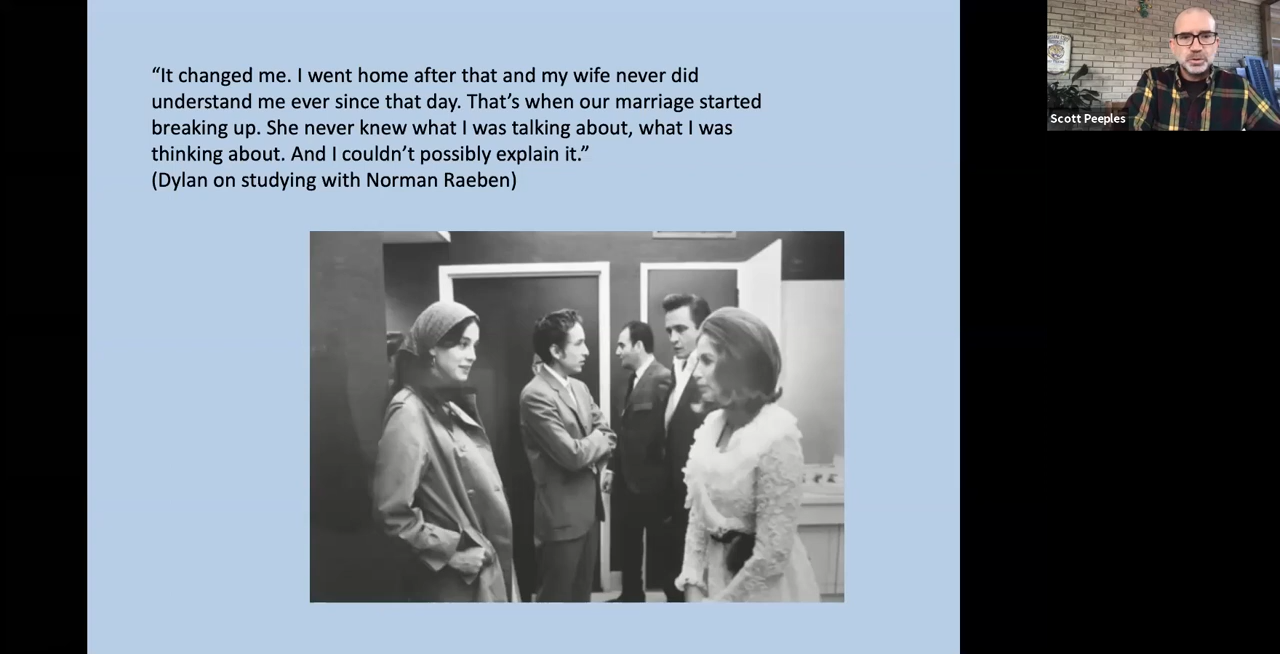 “It changed me. I went home after that and my wife never did
understand me ever since that day. That’s when our marriage started
breaking up. She never knew what I was talking about, what I was
thinking about. And I couldn’t possibly explain it.”
(Dylan on studying with Norman Raeben)
Scott Peeples